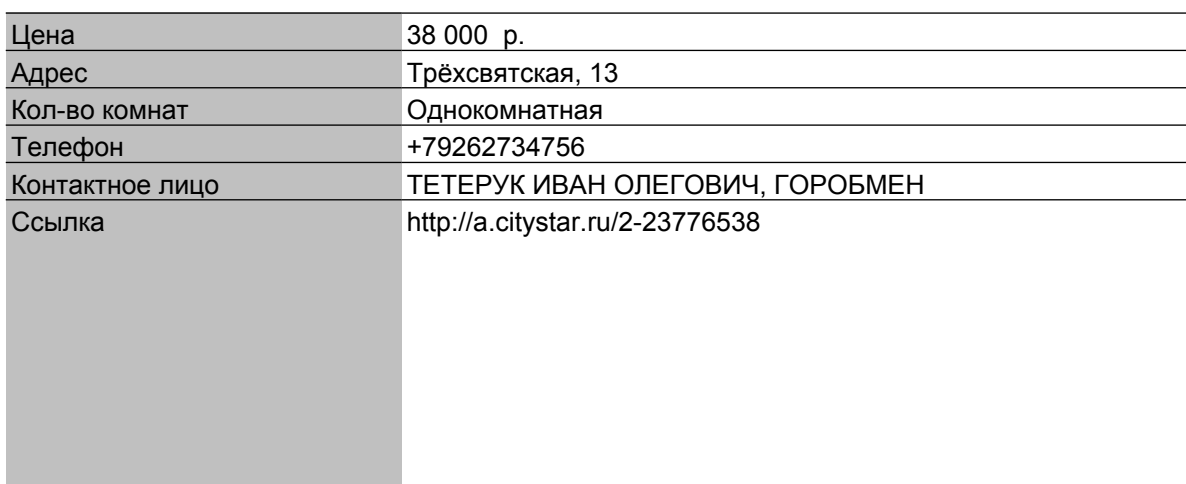 Цена 38 000 р.
Адрес Трёхсвятская, 13
Кол-во комнат Однокомнатная
Телефон +79262734756
Контактное лицо ТЕТЕРУК ИВАН ОЛЕГОВИЧ, ГОРОБМЕН
Ссылка http://a.citystar.ru/2-23776538